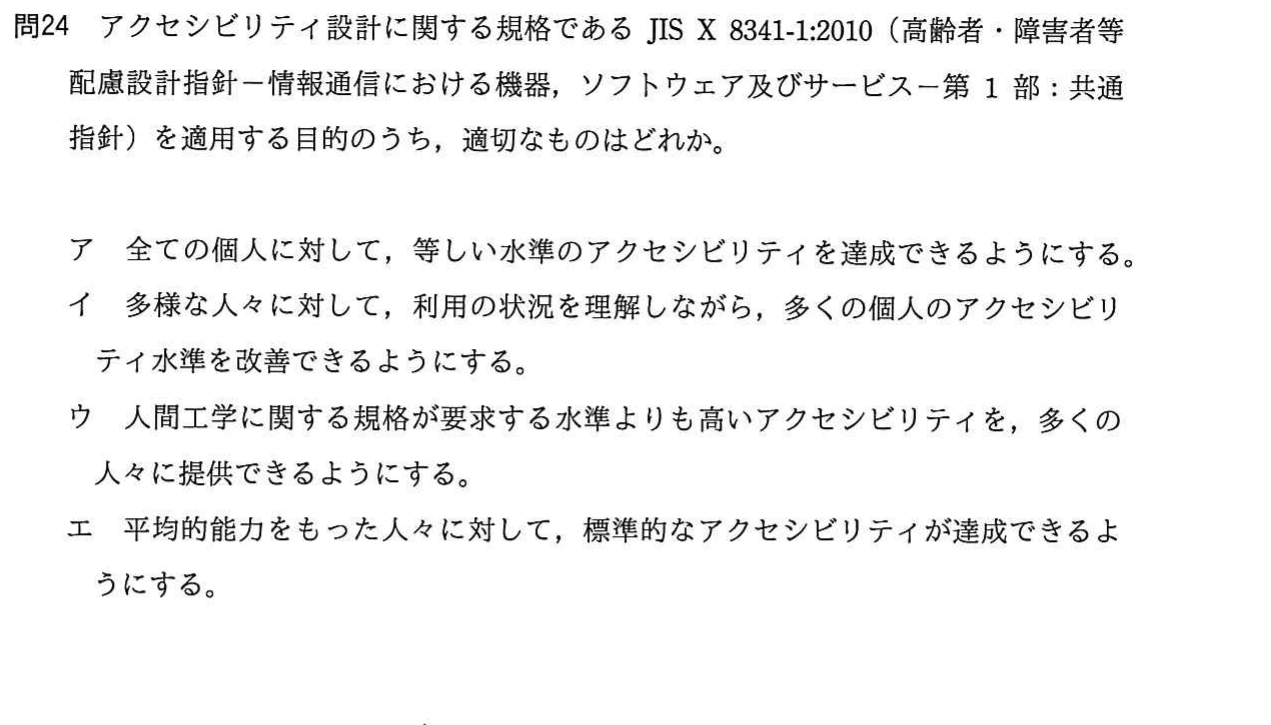 問24 アクセシビリティ設計に関する規格である JIS X 8341-1:2010（高齢者・障害者等
配慮設計指針－情報通信における機器，ソフトウェア及びサービス－第 1 部：共通
指針）を適用する目的のうち，適切なものはどれか。
ア 全ての個人に対して，等しい水準のアクセシビリティを達成できるようにする。
イ 多様な人々に対して，利用の状況を理解しながら，多くの個人のアクセシビリ
ティ水準を改善できるようにする。
ウ 人間工学に関する規格が要求する水準よりも高いアクセシビリティを，多くの
人々に提供できるようにする。
エ 平均的能力をもった人々に対して，標準的なアクセシビリティが達成できるよ
うにする。